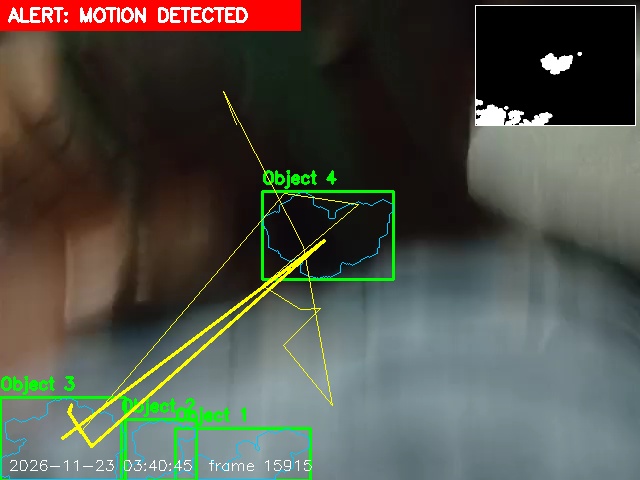 ALERT: MOTION DETECTED
Object 4
Object 3
Object 2
Object 1
2026-11-23 03:40:45 frame 15915